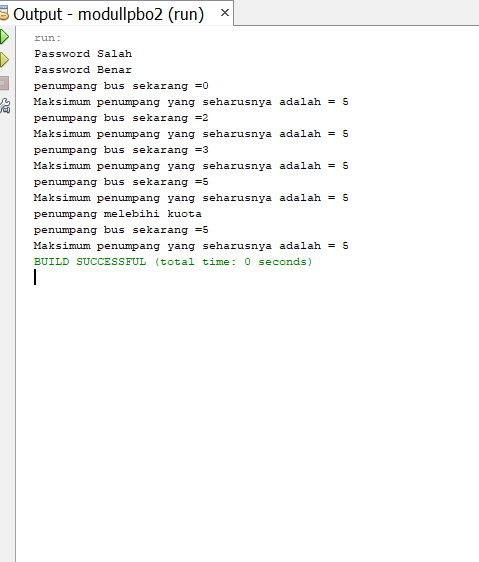 Output - modullpbo2 (run) ×
run:
Password Salah
Password Benar
penumpang bus sekarang =0
Maksimum penumpang yang seharusnya adalah = 5
penumpang bus sekarang =2
Maksimum penumpang yang seharusnya adalah = 5
penumpang bus sekarang =3
Maksimum penumpang yang seharusnya adalah = 5
penumpang bus sekarang =5
Maksimum penumpang yang seharusnya adalah = 5
penumpang melebihi kuota
penumpang bus sekarang =5
Maksimum penumpang yang seharusnya adalah = 5
BUILD SUCCESSFUL (total time: 0 seconds)